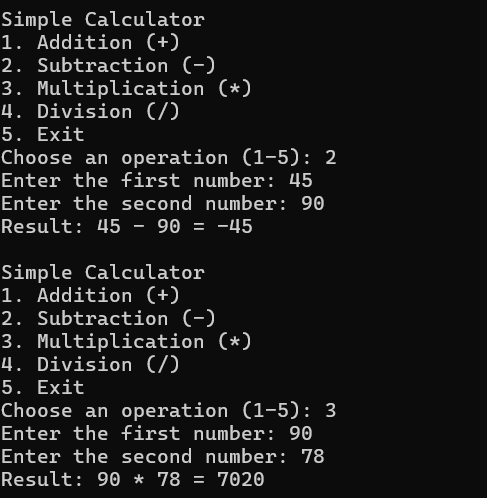 Simple Calculator
1. Addition (+)
2. Subtraction (-)
3. Multiplication (*)
4. Division (/)
5. Exit
Choose an operation (1-5): 2
Enter the first number: 45
Enter the second number: 90
Result: 45 - 90 = -45

Simple Calculator
1. Addition (+)
2. Subtraction (-)
3. Multiplication (*)
4. Division (/)
5. Exit
Choose an operation (1-5): 3
Enter the first number: 90
Enter the second number: 78
Result: 90 * 78 = 7020